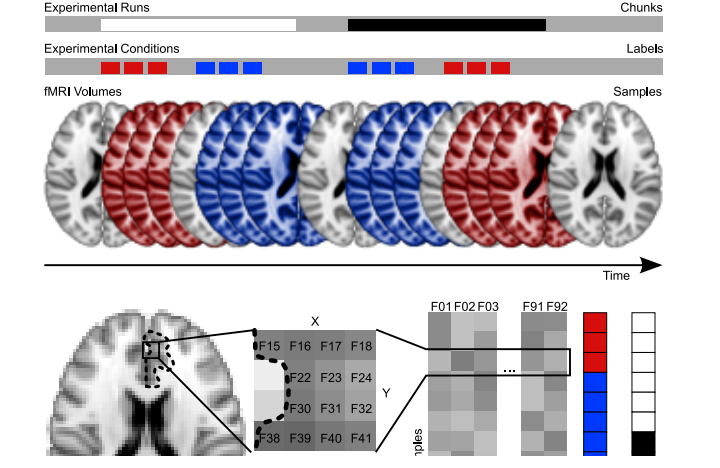 Experimental Runs Chunks
Experimental Conditions Labels
fMRI Volumes Samples
Time
F01 F02 F03 F91 F92
X
F15 F16 F17 F18
F22 F23 F24
Y
F30 F31 F32
F38 F39 F40 F41
...